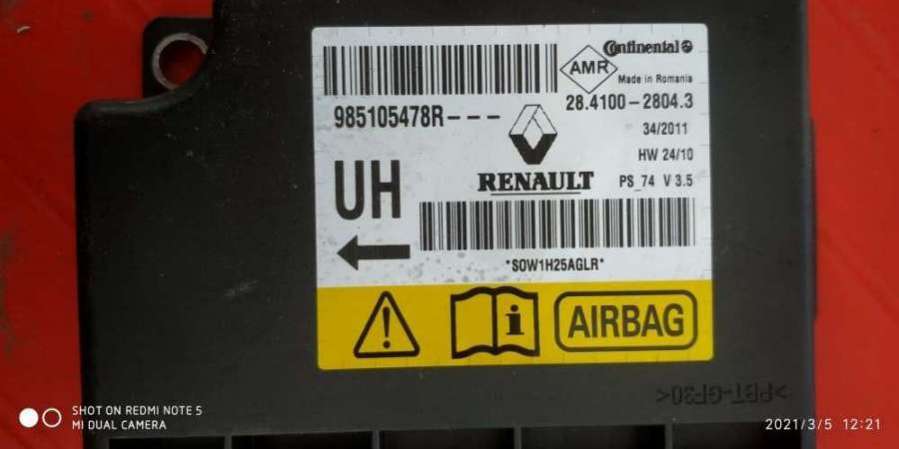 Continental
AMR
Made in Romania
985105478R---
28.4100-2804.3
34/2011
HW 24/10
UH
RENAULT
PS_74 V 3.5
*S0W1H25AGLR*
i
AIRBAG
>PBT-GF30<
SHOT ON REDMI NOTE 5
MI DUAL CAMERA
2021/3/5 12:21